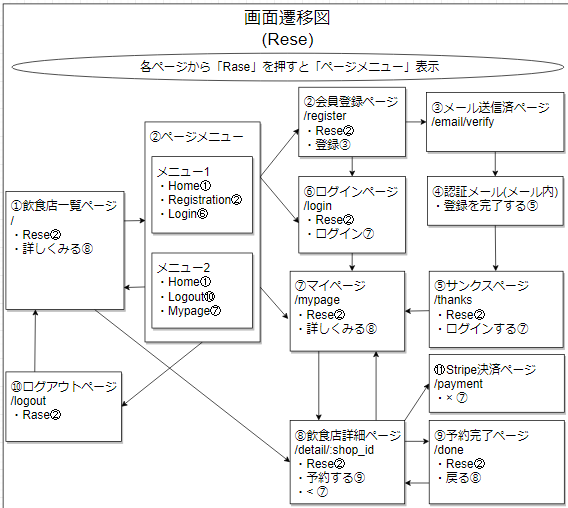 画面遷移図
(Rese)
各ページから「Rase」を押すと「ページメニュー」表示
①飲食店一覧ページ
/
・Rese②
・詳しくみる⑧
②ページメニュー
メニュー1
・Home①
・Registration②
・Login⑥
メニュー2
・Home①
・Logout⑩
・Mypage⑦
②会員登録ページ
/register
・Rese②
・登録③
③メール送信済ページ
/email/verify
⑥ログインページ
/login
・Rese②
・ログイン⑦
④認証メール(メール内)
・登録を完了する⑤
⑦マイページ
/mypage
・Rese②
・詳しくみる⑧
⑤サンクスページ
/thanks
・Rese②
・ログインする⑦
⑩ログアウトページ
/logout
・Rase②
⑪Stripe決済ページ
/payment
・× ⑦
⑧飲食店詳細ページ
/detail/:shop_id
・Rese②
・予約する⑨
・< ⑦
⑨予約完了ページ
/done
・Rese②
・戻る⑧